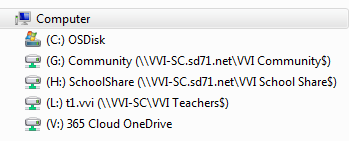 Computer
(C:) OSDisk
(G:) Community (\\VVI-SC.sd71.net\VVI Community$)
(H:) SchoolShare (\\VVI-SC.sd71.net\VVI School Share$)
(L:) t1.vvi (\\VVI-SC\VVI Teachers$)
(V:) 365 Cloud OneDrive